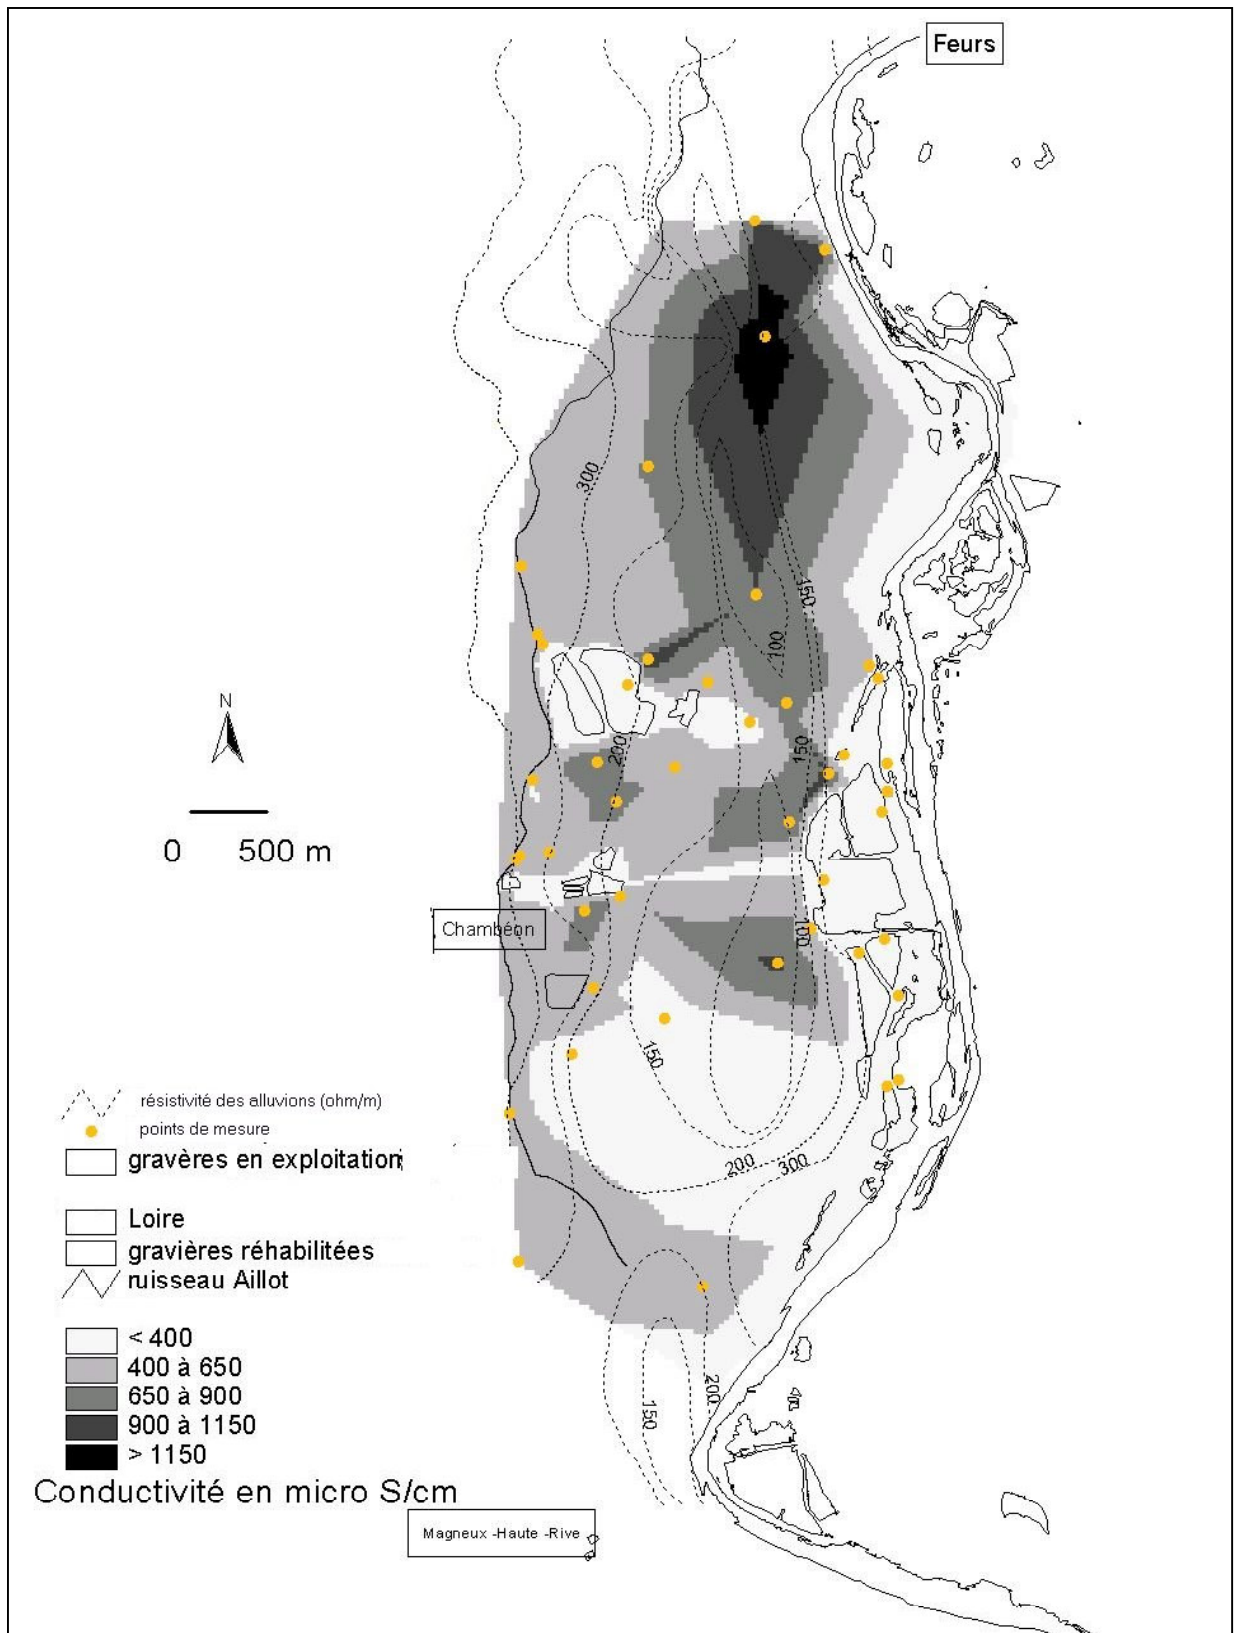 Feurs
300
150
100
N
200
150
0 500 m
Chambéon
100
150
résistivité des alluvions (ohm/m)
points de mesure
gravères en exploitation
200
300
Loire
gravières réhabilitées
ruisseau Aillot
< 400
400 à 650
650 à 900
900 à 1150
> 1150
200
150
Conductivité en micro S/cm
Magneux -Haute -Rive